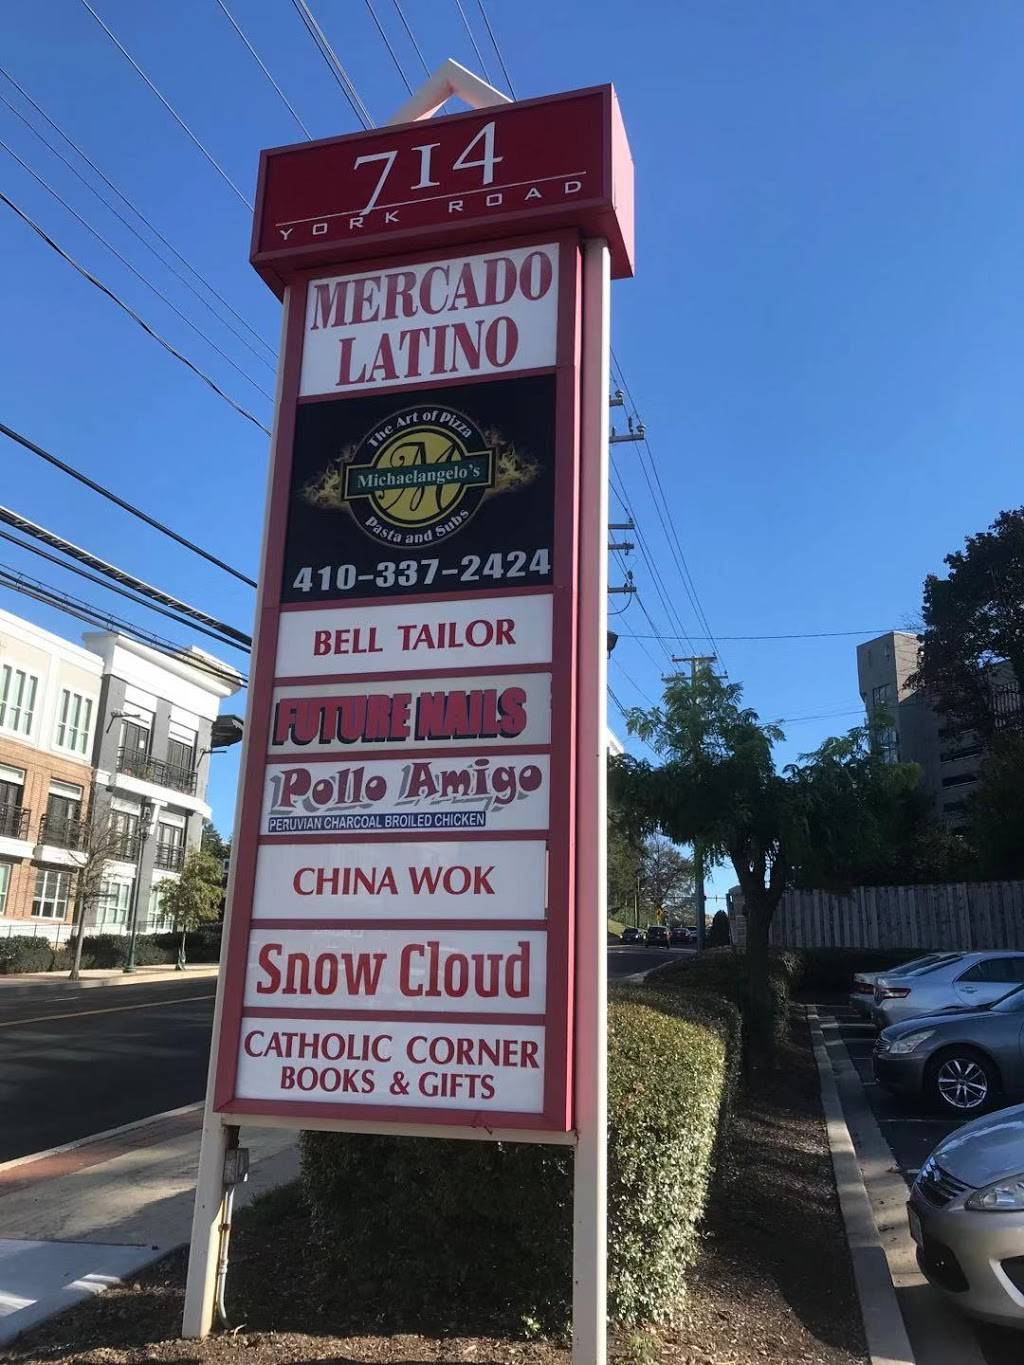 714
YORK ROAD
MERCADO
LATINO
The Art of Pizza
M
Michaelangelo's
Pasta and Subs
410-337-2424
BELL TAILOR
FUTURE NAILS
Pollo Amigo
PERUVIAN CHARCOAL BROILED CHICKEN
CHINA WOK
Snow Cloud
CATHOLIC CORNER
BOOKS & GIFTS